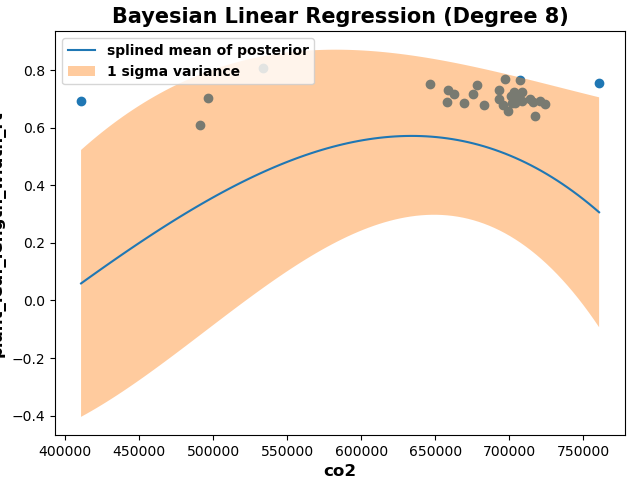 Bayesian Linear Regression (Degree 8)
splined mean of posterior
1 sigma variance
0.8
0.6
0.4
0.2
0.0
−0.2
−0.4
400000 450000 500000 550000 600000 650000 700000 750000
co2